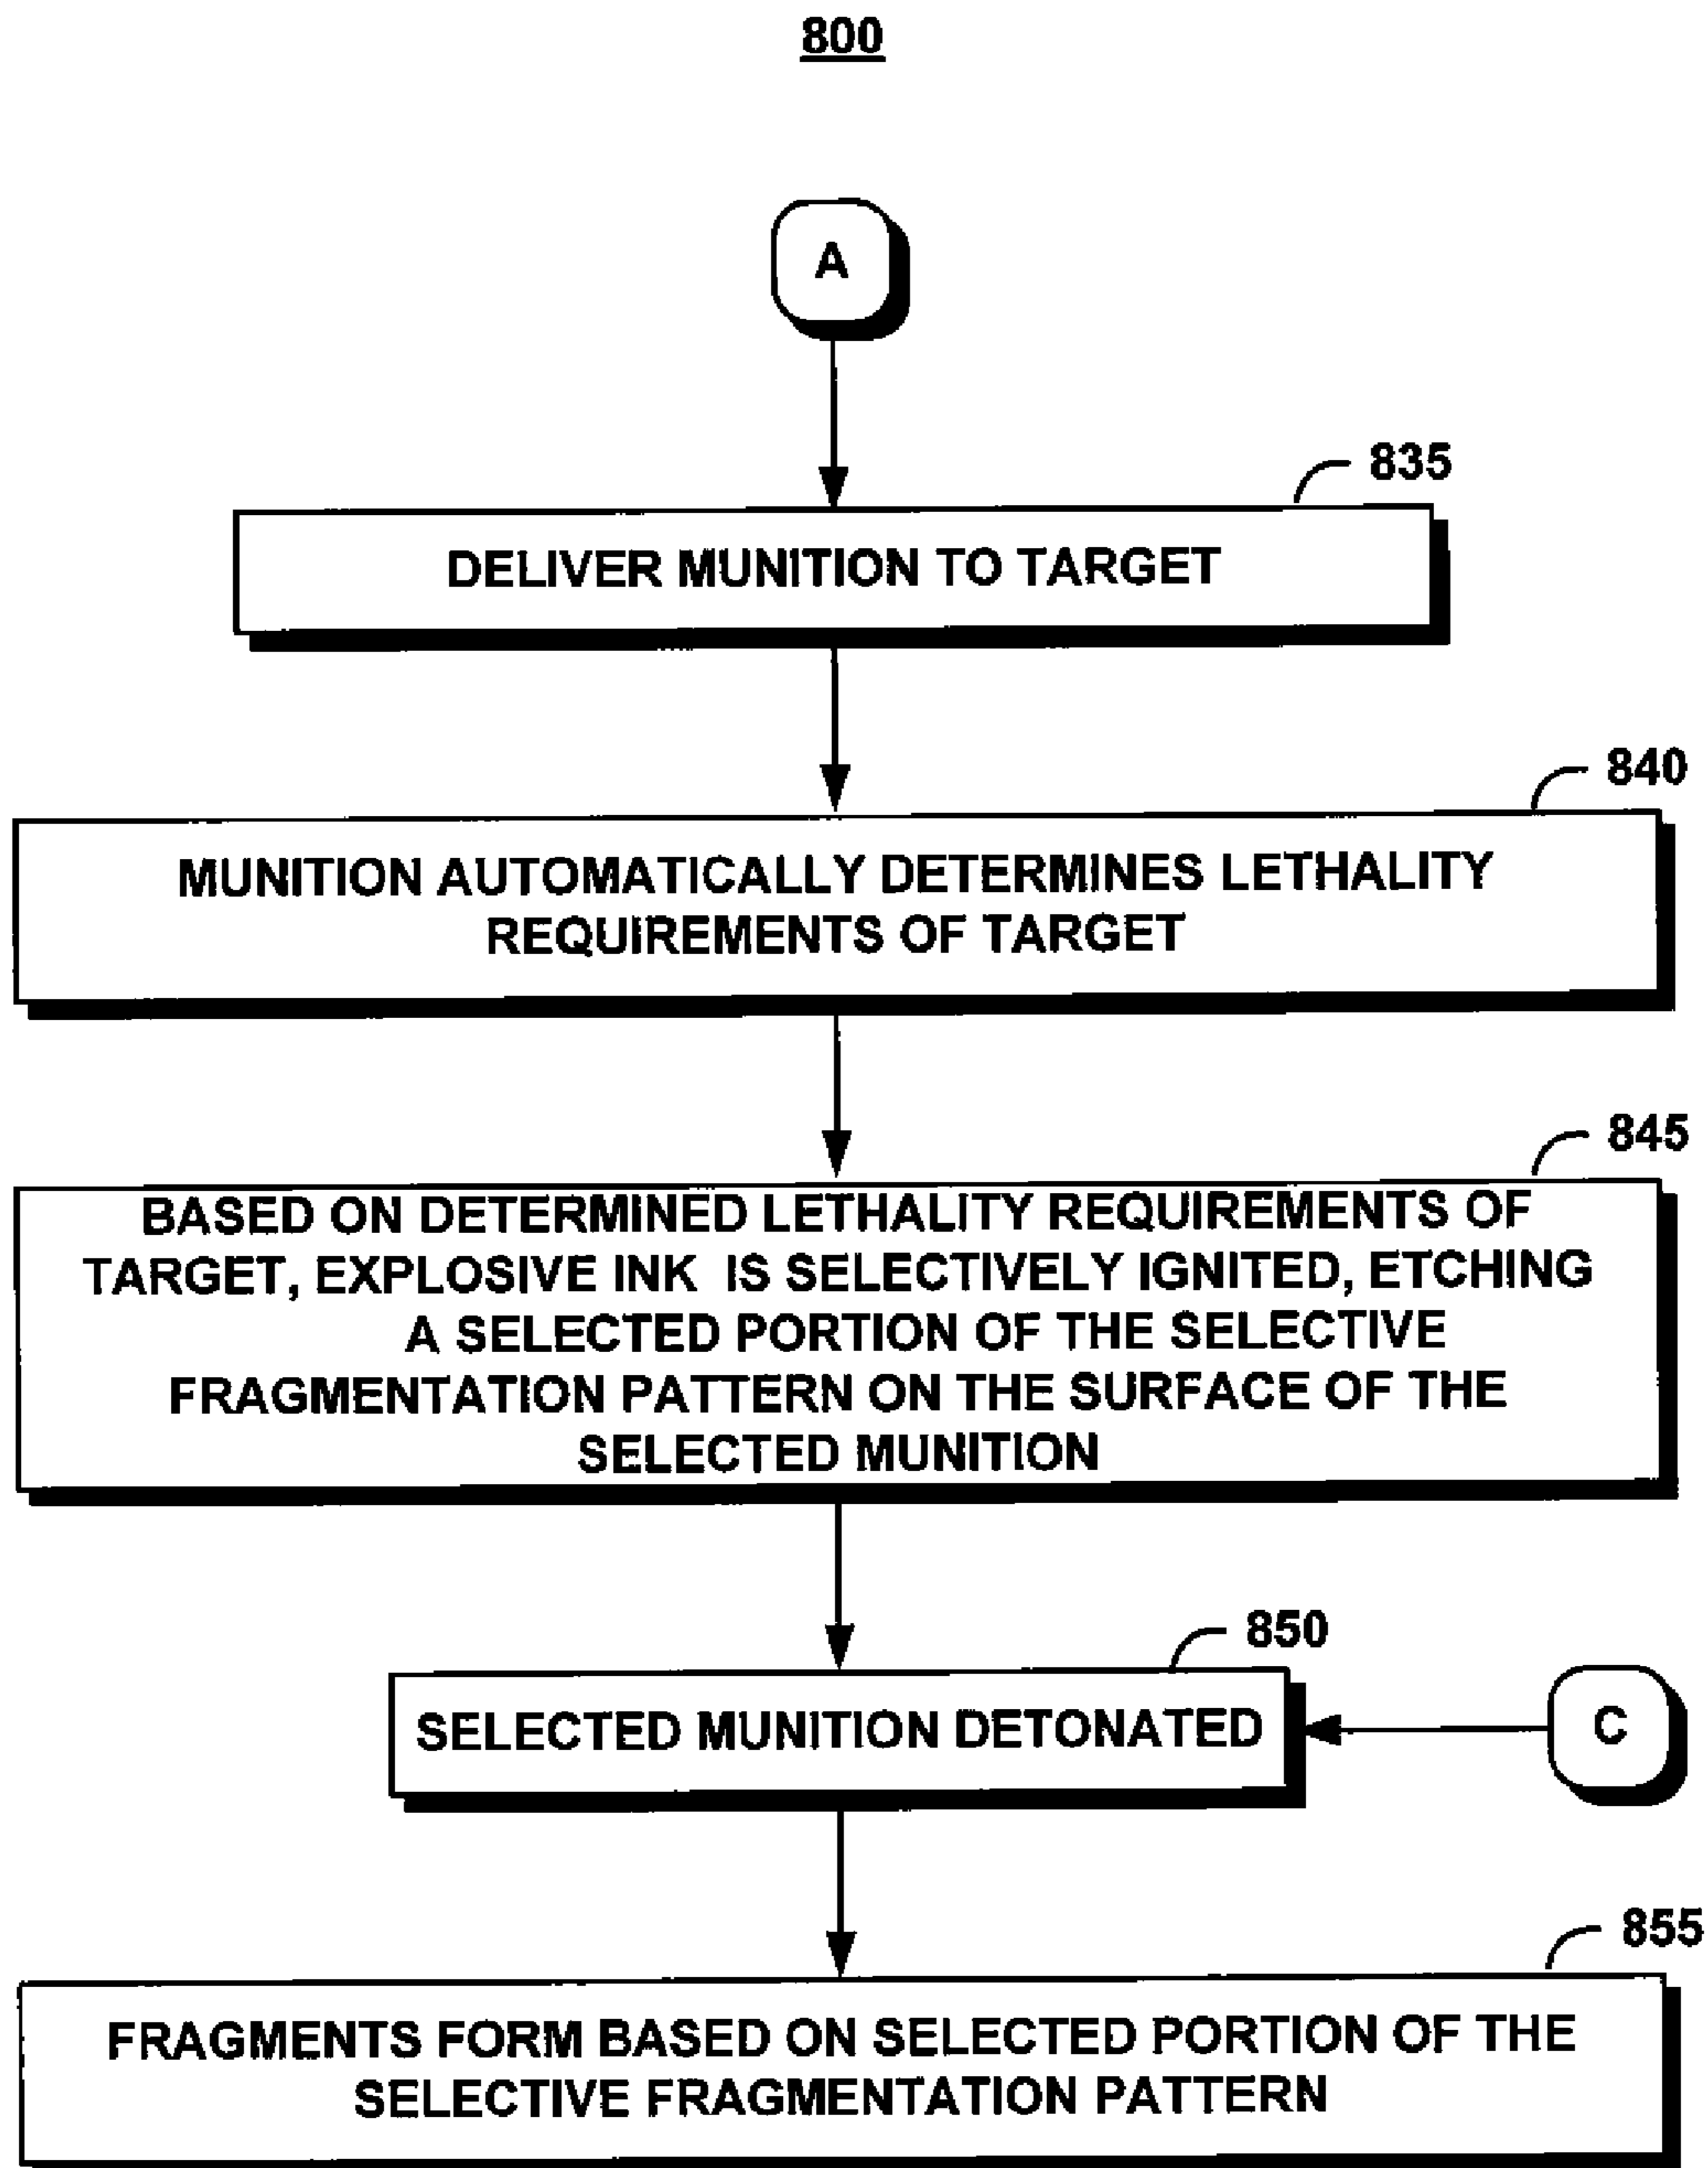 800
A
835
DELIVER MUNITION TO TARGET
840
MUNITION AUTOMATICALLY DETERMINES LETHALITY
REQUIREMENTS OF TARGET
845
BASED ON DETERMINED LETHALITY REQUIREMENTS OF
TARGET, EXPLOSIVE INK IS SELECTIVELY IGNITED, ETCHING
A SELECTED PORTION OF THE SELECTIVE
FRAGMENTATION PATTERN ON THE SURFACE OF THE
SELECTED MUNITION
850
SELECTED MUNITION DETONATED
C
855
FRAGMENTS FORM BASED ON SELECTED PORTION OF THE
SELECTIVE FRAGMENTATION PATTERN